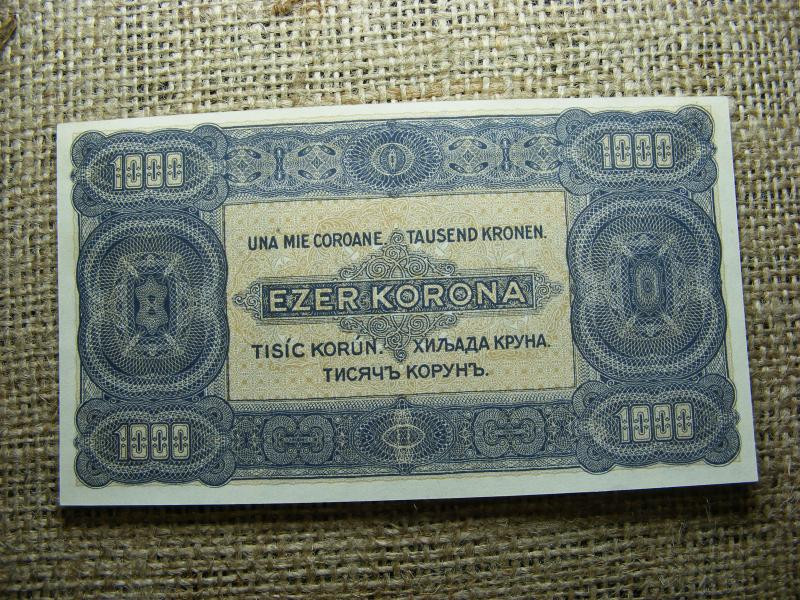 1000 1000
UNA MIE COROANE. TAUSEND KRONEN.
EZER KORONA
TISÍC KORÚN. ХИЉАДА КРУНА.
ТИСЯЧЪ КОРУНЪ.
1000 1000